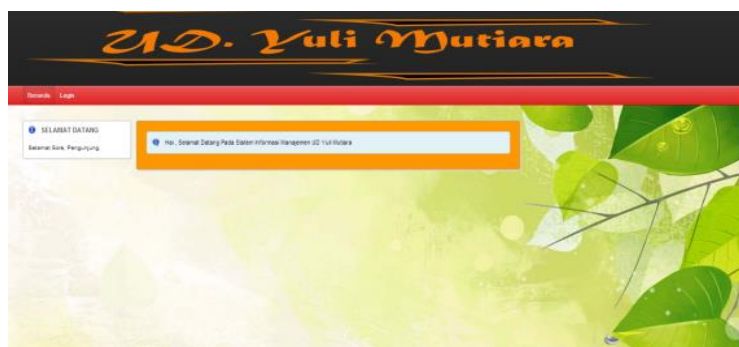 UD. Yuli Mutiara
Beranda Login
SELAMAT DATANG
Selamat Sore, Pengunjung
Hai, Selamat Datang Pada Sistem Informasi Manajemen UD Yuli Mutiara